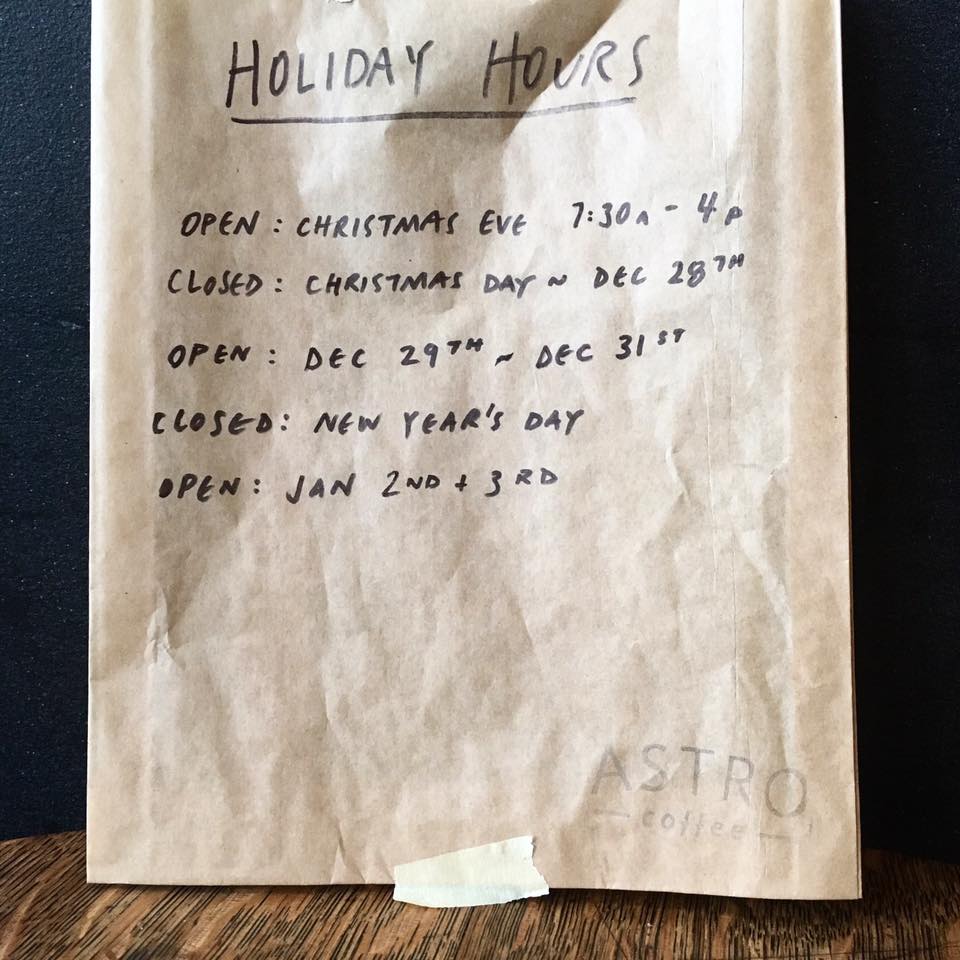 HOLIDAY HOURS
OPEN: CHRISTMAS EVE 7:30A - 4P
CLOSED: CHRISTMAS DAY ~ DEC 28TH
OPEN: DEC 29TH ~ DEC 31ST
CLOSED: NEW YEAR'S DAY
OPEN: JAN 2ND + 3RD
ASTRO
— coffee —